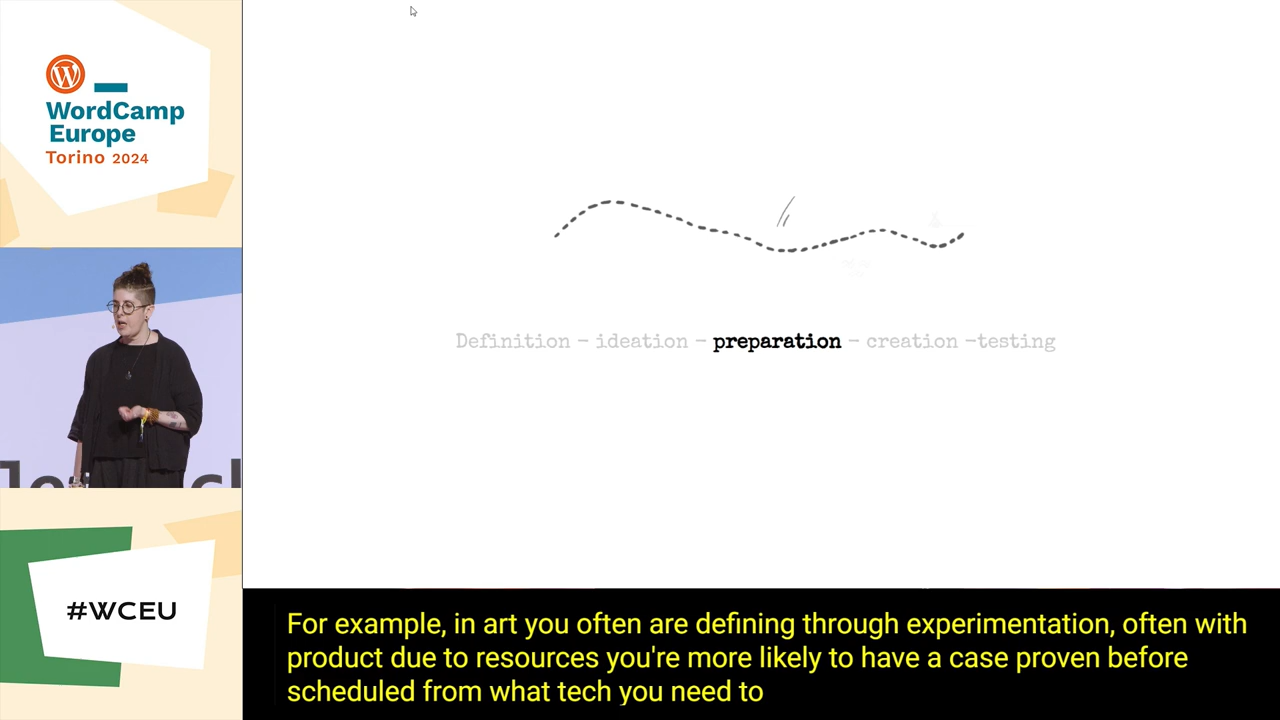 WordCamp
Europe
Torino 2024
Definition - ideation - preparation - creation -testing
#WCEU
For example, in art you often are defining through experimentation, often with
product due to resources you're more likely to have a case proven before
scheduled from what tech you need to